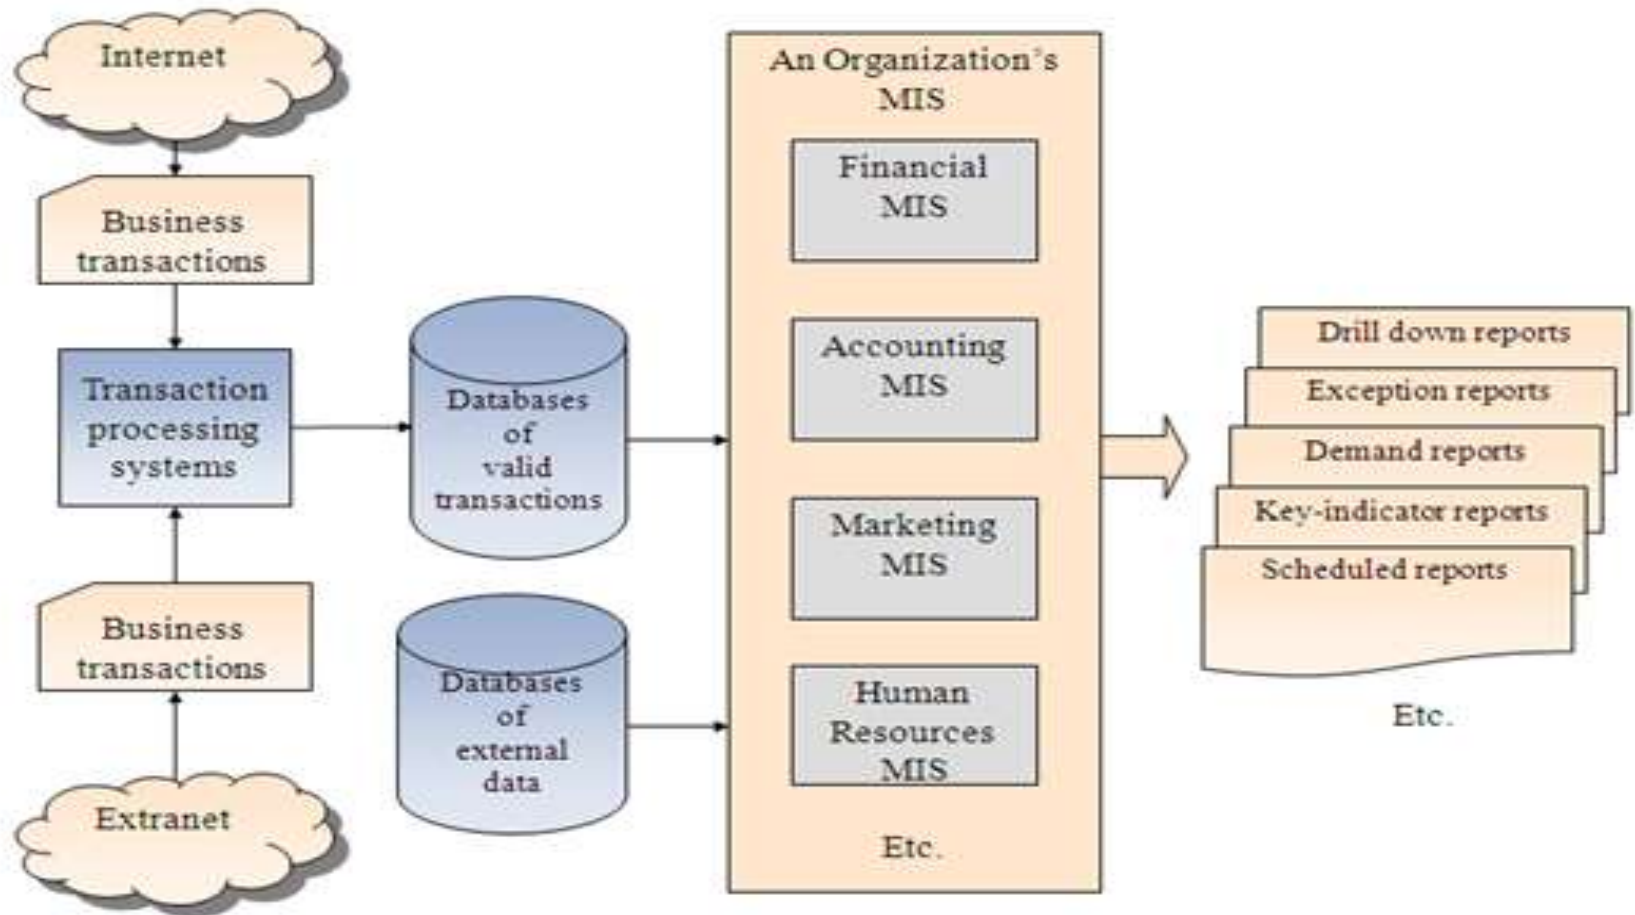 Internet
Business
transactions
Transaction
processing
systems
Business
transactions
Extranet
Databases
of
valid
transactions
Databases
of
external
data
An Organization's
MIS
Financial
MIS
Accounting
MIS
Marketing
MIS
Human
Resources
MIS
Etc.
Drill down reports
Exception reports
Demand reports
Key-indicator reports
Scheduled reports
Etc.